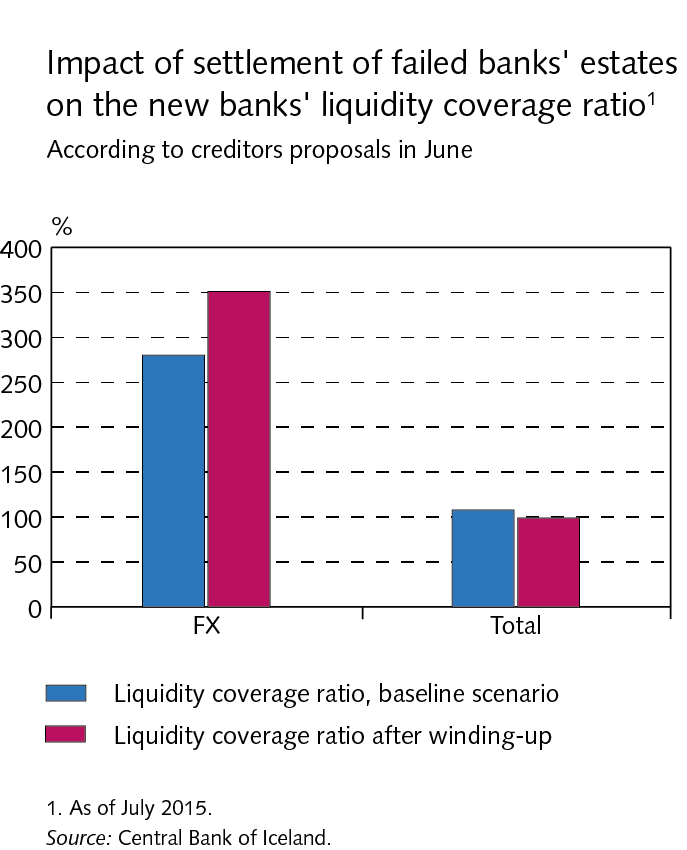 Impact of settlement of failed banks' estates
on the new banks' liquidity coverage ratio1
According to creditors proposals in June
%
400
350
300
250
200
150
100
50
0
FX Total
Liquidity coverage ratio, baseline scenario
Liquidity coverage ratio after winding-up
1. As of July 2015.
Source: Central Bank of Iceland.